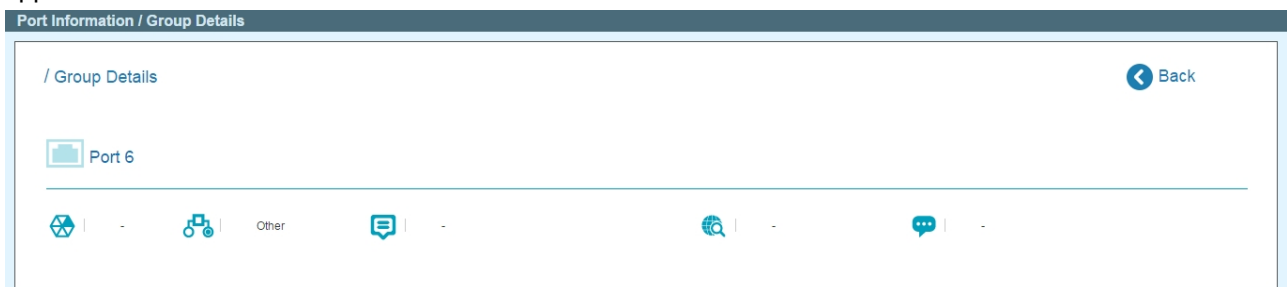 Port Information / Group Details
/ Group Details
Back
Port 6
- Other - - -